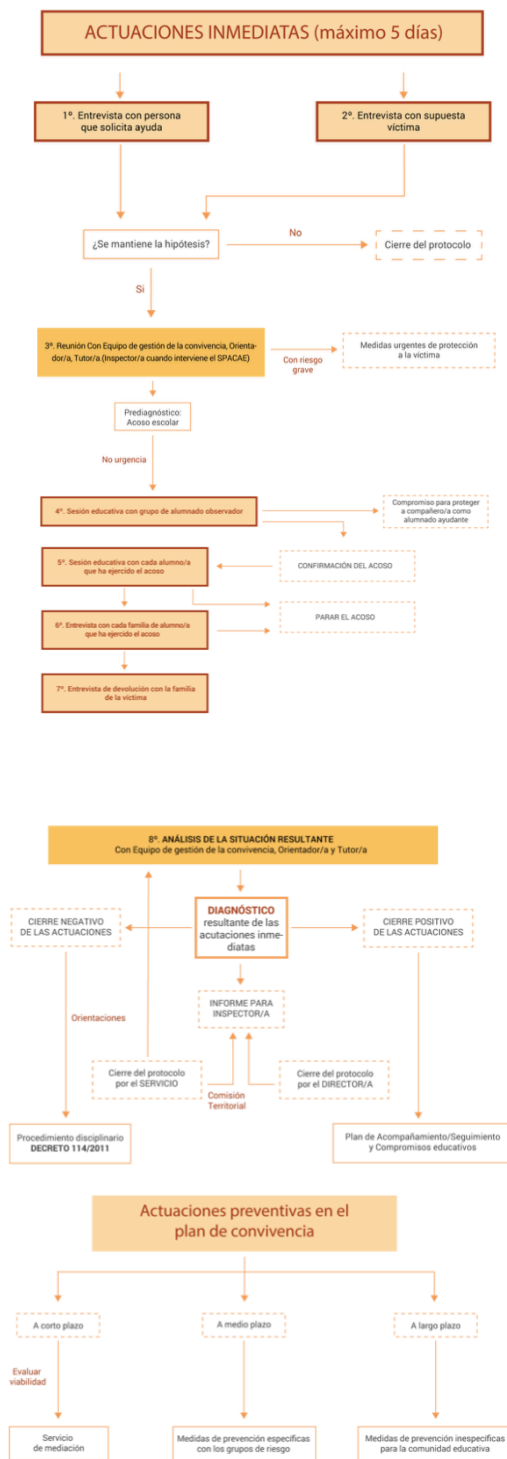 ACTUACIONES INMEDIATAS (máximo 5 días)
1º. Entrevista con persona
que solicita ayuda
2º. Entrevista con supuesta
víctima
¿Se mantiene la hipótesis?
No
Cierre del protocolo
Si
3º. Reunión Con Equipo de gestión de la convivencia, Orienta-
dor/a, Tutor/a.(Inspector/a cuando interviene el SPACAE)
Con riesgo
grave
Medidas urgentes de protección
a la víctima
Prediagnóstico:
Acoso escolar
No urgencia
4º. Sesión educativa con grupo de alumnado observador
Compromiso para proteger
a compañero/a como
alumnado ayudante
5º. Sesión educativa con cada alumno/a
que ha ejercido el acoso
CONFIRMACIÓN DEL ACOSO
6º. Entrevista con cada familia de alumno/a
que ha ejercido el acoso
PARAR EL ACOSO
7º. Entrevista de devolución con la familia
de la víctima
8º. ANÁLISIS DE LA SITUACIÓN RESULTANTE
Con Equipo de gestión de la convivencia, Orientador/a y Tutor/a
CIERRE NEGATIVO
DE LAS ACTUACIONES
DIAGNÓSTICO
resultante de las
acutaciones inme-
diatas
CIERRE POSITIVO
DE LAS ACTUACIONES
Orientaciones
INFORME PARA
INSPECTOR/A
Cierre del protocolo
por el SERVICIO
Comisión
Territorial
Cierre del protocolo
por el DIRECTOR/A
Procedimiento disciplinario
DECRETO 114/2011
Plan de Acompañamiento/Seguimiento
y Compromisos educativos
Actuaciones preventivas en el
plan de convivencia
A corto plazo
A medio plazo
A largo plazo
Evaluar
viabilidad
Servicio
de mediación
Medidas de prevención específicas
con los grupos de riesgo
Medidas de prevención inespecíficas
para la comunidad educativa